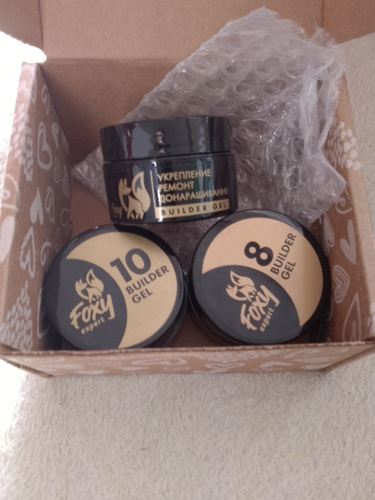 УКРЕПЛЕНИЕ
РЕМОНТ
ДОНАРАЩИВАНИЕ
BUILDER GEL
10
BUILDER
GEL
FOXY
expert
8
BUILDER
GEL
FOXY
expert